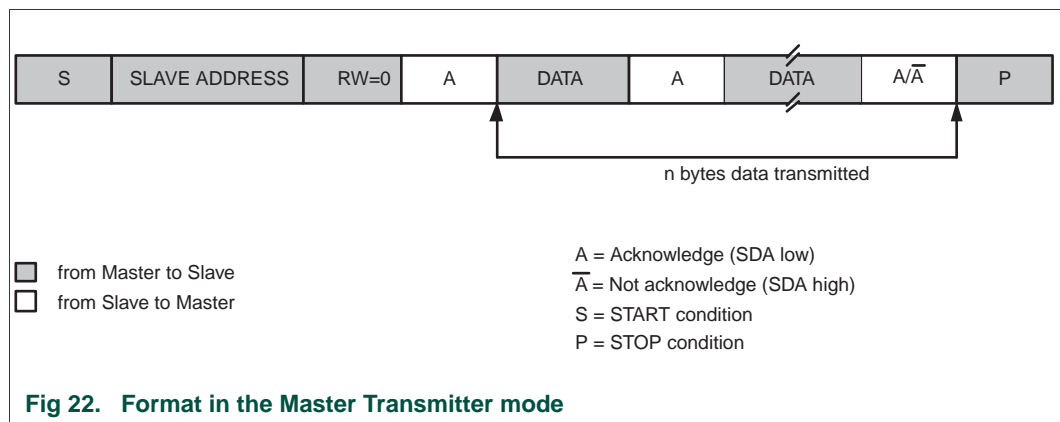 S SLAVE ADDRESS RW=0 A DATA A DATA A/A̅ P
n bytes data transmitted
from Master to Slave
from Slave to Master
A = Acknowledge (SDA low)
A̅ = Not acknowledge (SDA high)
S = START condition
P = STOP condition
Fig 22. Format in the Master Transmitter mode